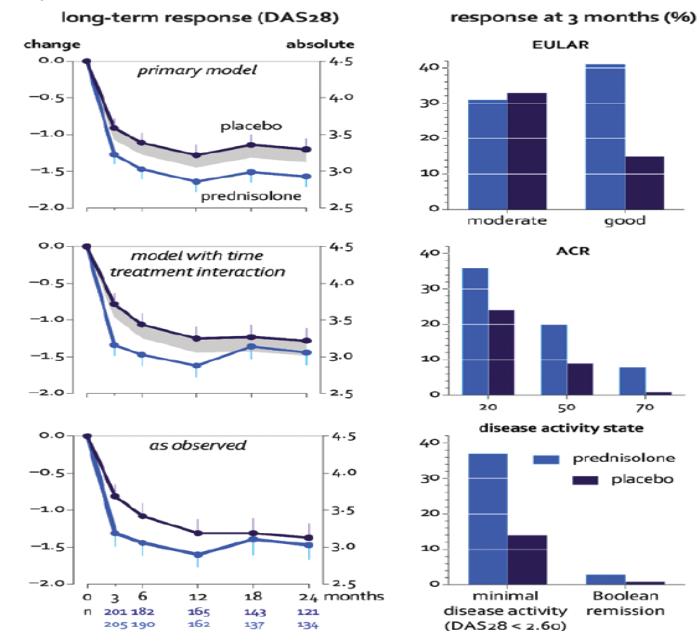 long-term response (DAS28)
change
absolute
0.0
−0.5
−1.0
−1.5
−2.0
4.5
4.0
3.5
3.0
2.5
primary model
placebo
prednisolone
0.0
−0.5
−1.0
−1.5
−2.0
4.5
4.0
3.5
3.0
2.5
model with time
treatment interaction
0.0
−0.5
−1.0
−1.5
−2.0
4.5
4.0
3.5
3.0
2.5
as observed
0 3 6 12 18 24 months
n 201 182 165 143 121
205 190 162 137 134
response at 3 months (%)
EULAR
40
30
20
10
0
moderate good
ACR
40
30
20
10
0
20 50 70
disease activity state
40
30
20
10
0
prednisolone
placebo
minimal
disease activity
(DAS28 < 2.60)
Boolean
remission